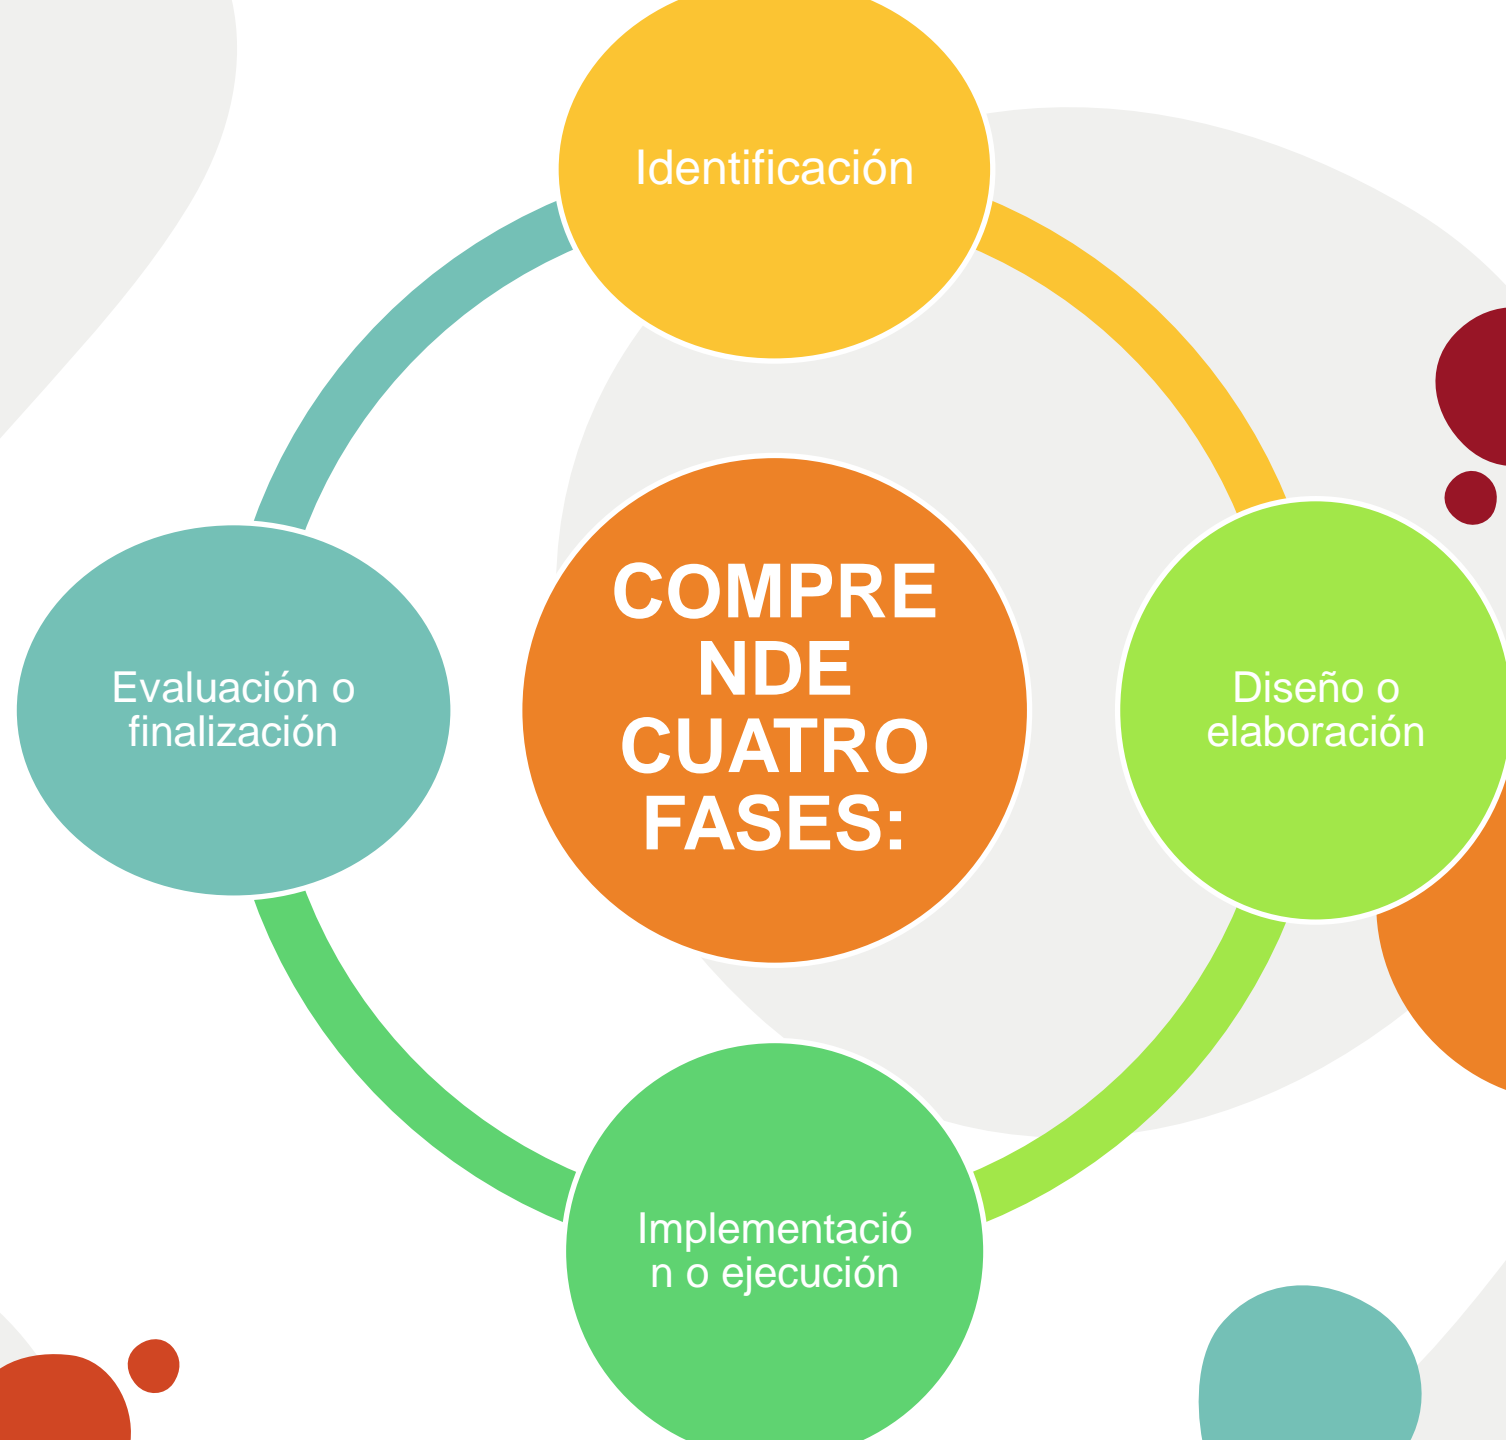 Identificación
COMPRE
NDE
CUATRO
FASES:
Evaluación o
finalización
Diseño o
elaboración
Implementació
n o ejecución